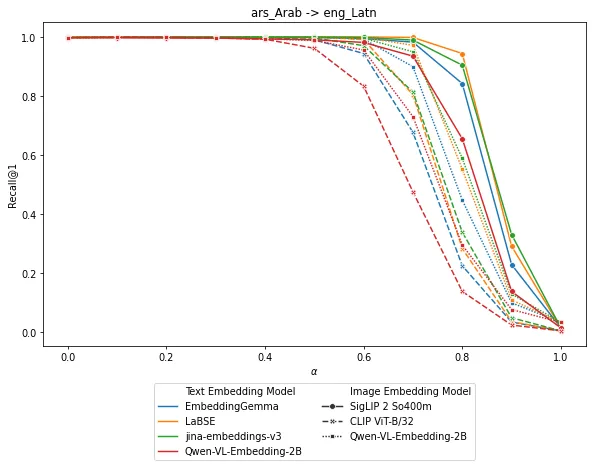 ars_Arab -> eng_Latn
Recall@1
1.0
0.8
0.6
0.4
0.2
0.0
0.0 0.2 0.4 0.6 0.8 1.0
α
Text Embedding Model
EmbeddingGemma
LaBSE
jina-embeddings-v3
Qwen-VL-Embedding-2B
Image Embedding Model
SigLIP 2 So400m
CLIP ViT-B/32
Qwen-VL-Embedding-2B